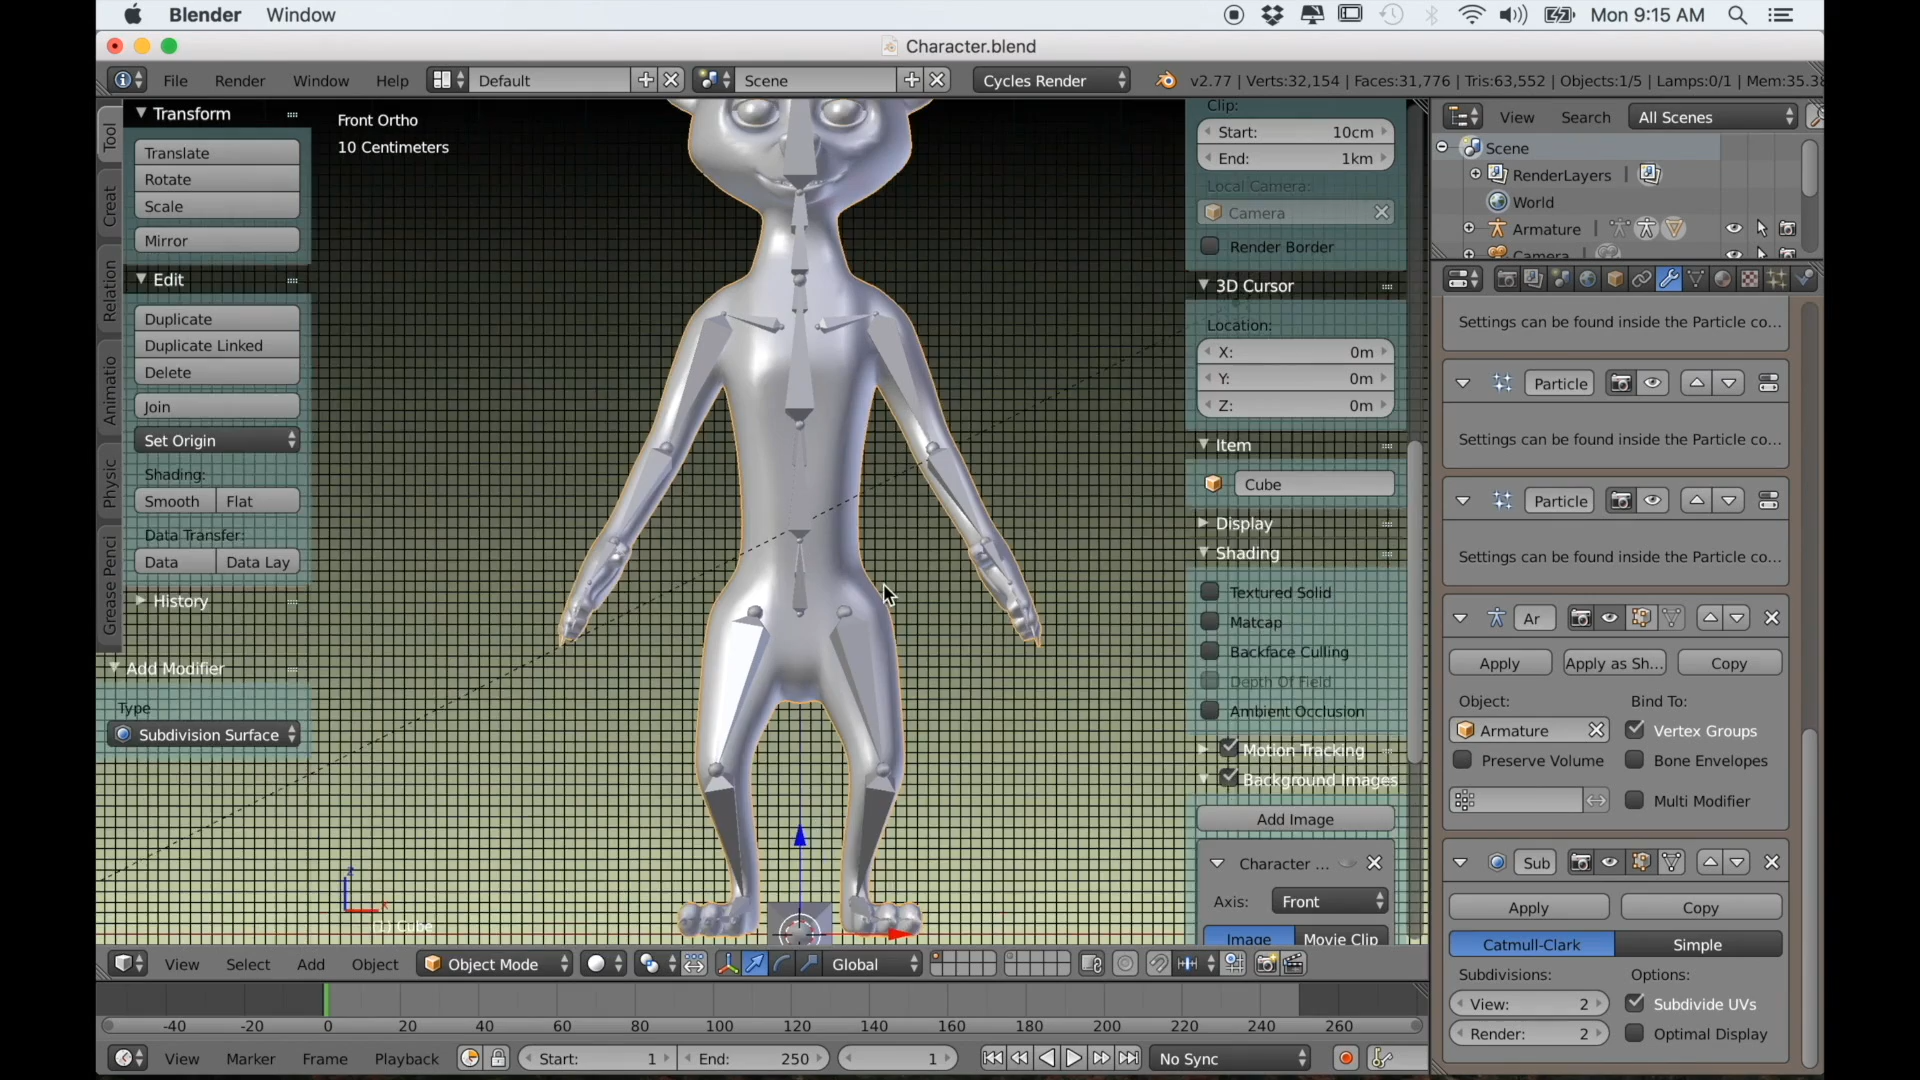 Blender Window Mon 9:15 AM
Character.blend
File Render Window Help Default Scene Cycles Render v2.77 | Verts:32,154 | Faces:31,776 | Tris:63,552 | Objects:1/5 | Lamps:0/1 | Mem:35.3
Transform
Translate
Rotate
Scale
Mirror
Edit
Duplicate
Duplicate Linked
Delete
Join
Set Origin
Shading:
Smooth Flat
Data Transfer:
Data Data Lay
History
Add Modifier
Type
Subdivision Surface
Tool
Creat
Relation
Animatio
Physic
Grease Penci
Front Ortho
10 Centimeters
z
x
(1) Cube
Clip:
Start: 10cm
End: 1km
Local Camera:
Camera
Render Border
3D Cursor
Location:
X: 0m
Y: 0m
Z: 0m
Item
Cube
Display
Shading
Textured Solid
Matcap
Backface Culling
Depth Of Field
Ambient Occlusion
Motion Tracking
Background Images
Add Image
Character ...
Axis: Front
Image Movie Clip
View Search All Scenes
Scene
RenderLayers |
World
Armature |
Camera
Settings can be found inside the Particle co...
Particle
Settings can be found inside the Particle co...
Particle
Settings can be found inside the Particle co...
Ar
Apply Apply as Sh... Copy
Object: Bind To:
Armature Vertex Groups
Preserve Volume Bone Envelopes
Multi Modifier
Sub
Apply Copy
Catmull-Clark Simple
Subdivisions: Options:
View: 2 Subdivide UVs
Render: 2 Optimal Display
View Select Add Object Object Mode Global
-40 -20 0 20 40 60 80 100 120 140 160 180 200 220 240 260
View Marker Frame Playback Start: 1 End: 250 1 No Sync